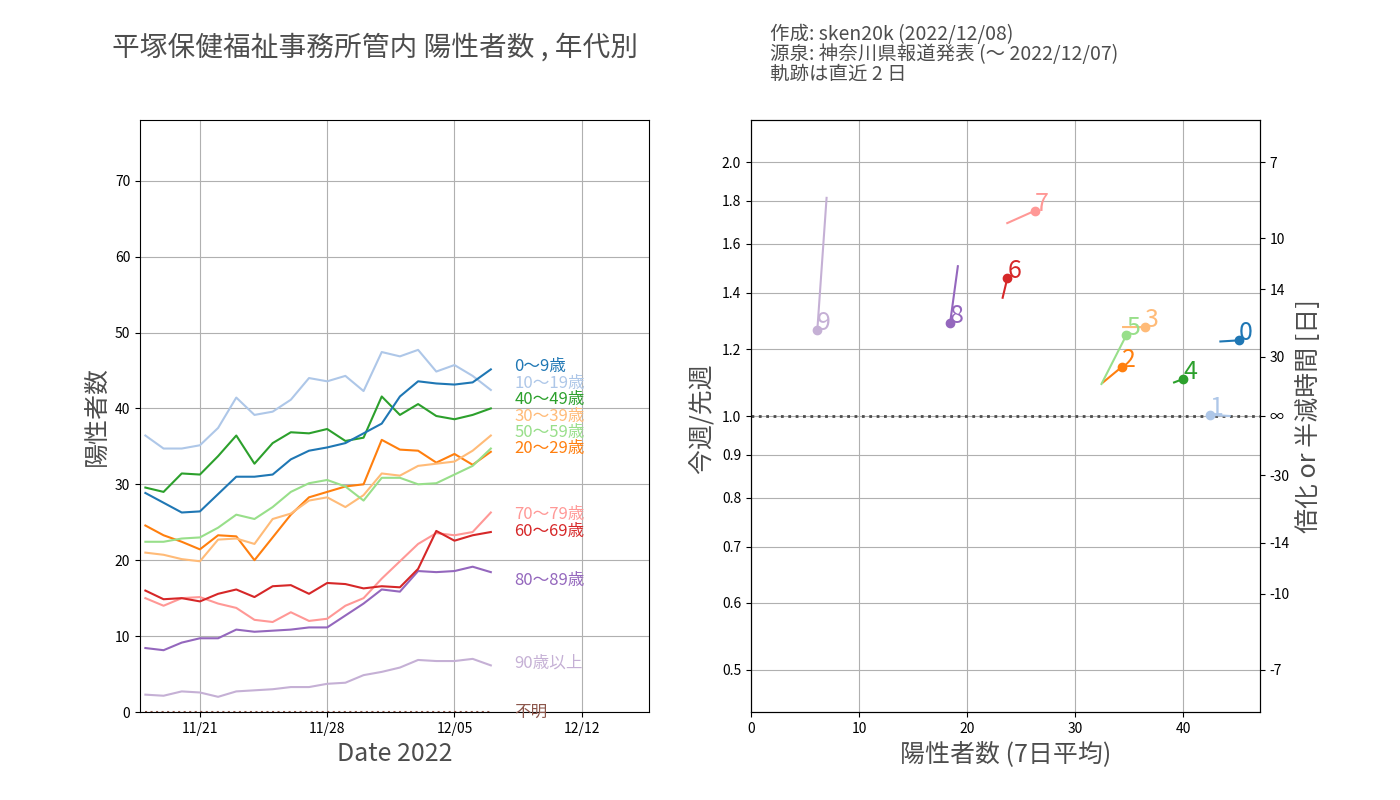 平塚保健福祉事務所管内 陽性者数 , 年代別
作成: sken20k (2022/12/08)
源泉: 神奈川県報道発表 (～ 2022/12/07)
軌跡は直近 2 日
陽性者数
70
60
50
40
30
20
10
0
0～9歳
10～19歳
40～49歳
30～39歳
50～59歳
20～29歳
70～79歳
60～69歳
80～89歳
90歳以上
不明
11/21
11/28
12/05
12/12
Date 2022
今週/先週
2.0
1.8
1.6
1.4
1.2
1.0
0.9
0.8
0.7
0.6
0.5
7
6
8
9
5
3
2
0
4
1
7
10
14
30
∞
-30
-14
-10
-7
倍化 or 半減時間 [日]
0
10
20
30
40
陽性者数 (7日平均)